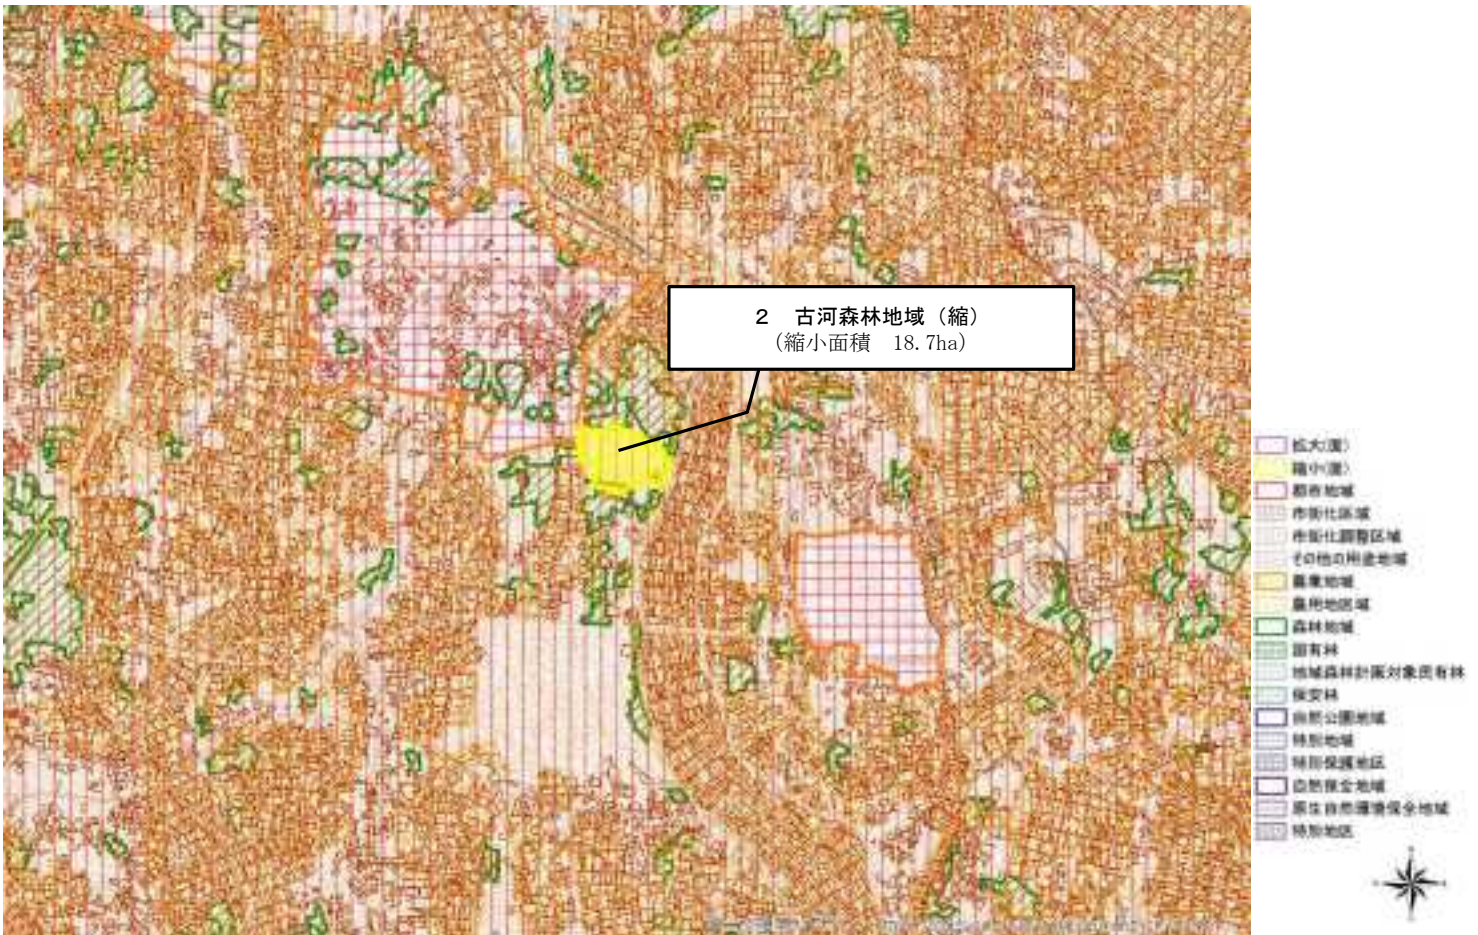 2　古河森林地域（縮）
（縮小面積　18.7ha）
拡大(面)
縮小(面)
都市地域
市街化区域
市街化調整区域
その他の用途地域
農業地域
農用地区域
森林地域
国有林
地域森林計画対象民有林
保安林
自然公園地域
特別地域
特別保護地区
自然保全地域
原生自然環境保全地域
特別地区